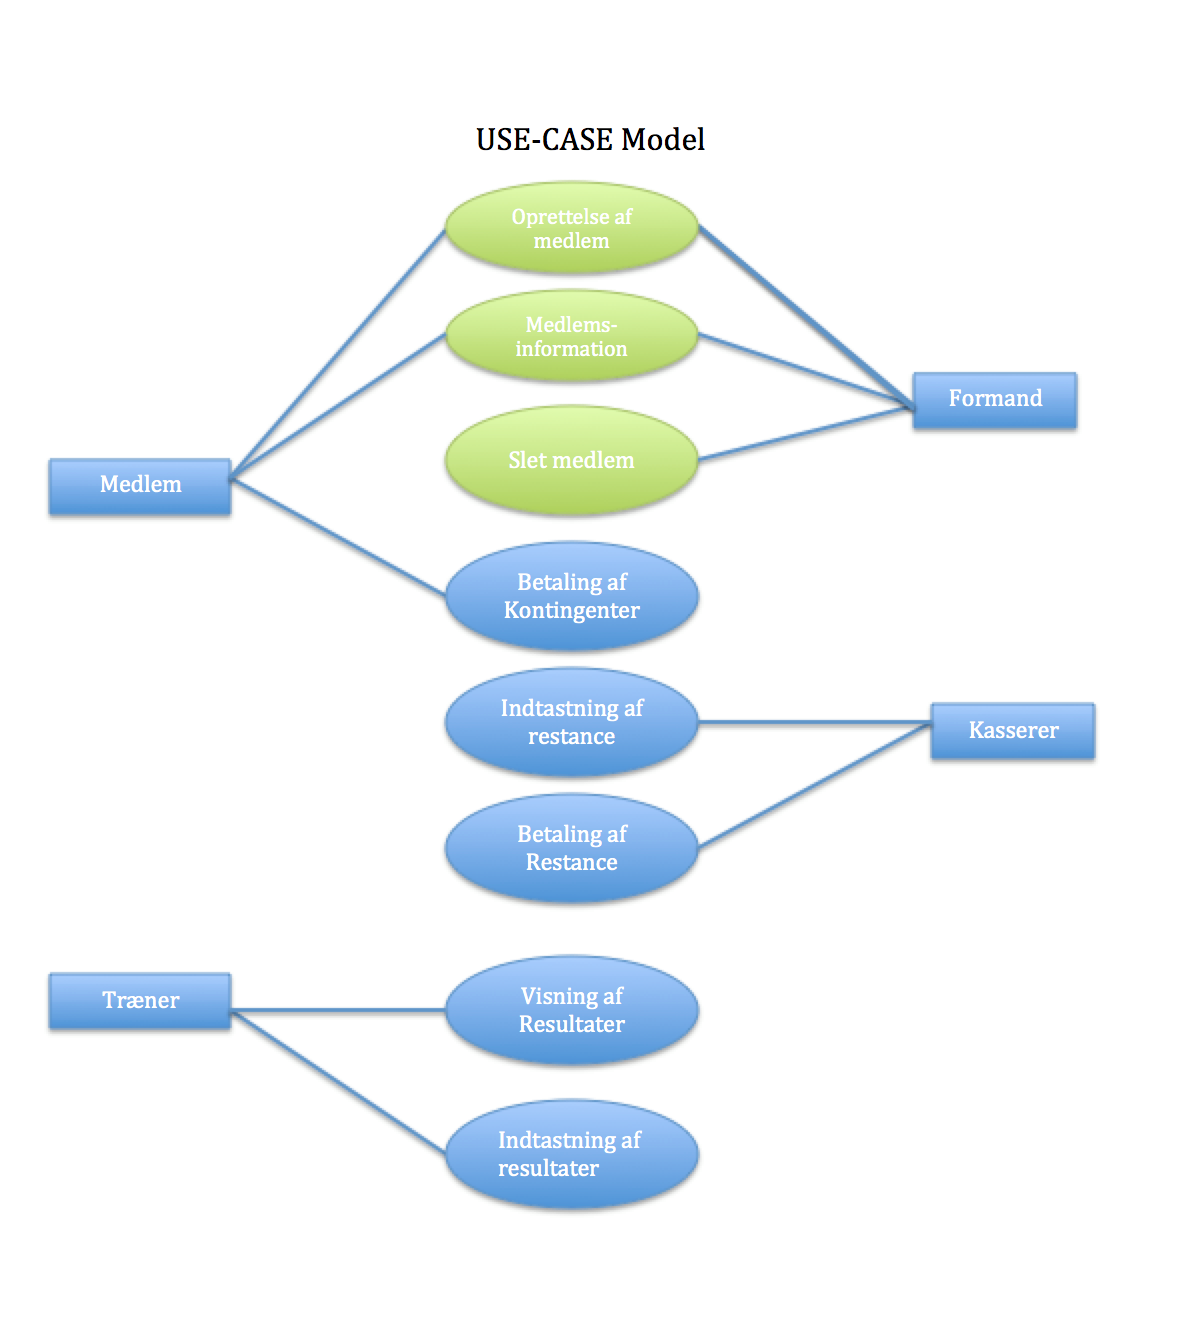 USE-CASE Model
Oprettelse af
medlem
Medlems-
information
Formand
Slet medlem
Medlem
Betaling af
Kontingenter
Indtastning af
restance
Kasserer
Betaling af
Restance
Træner
Visning af
Resultater
Indtastning af
resultater